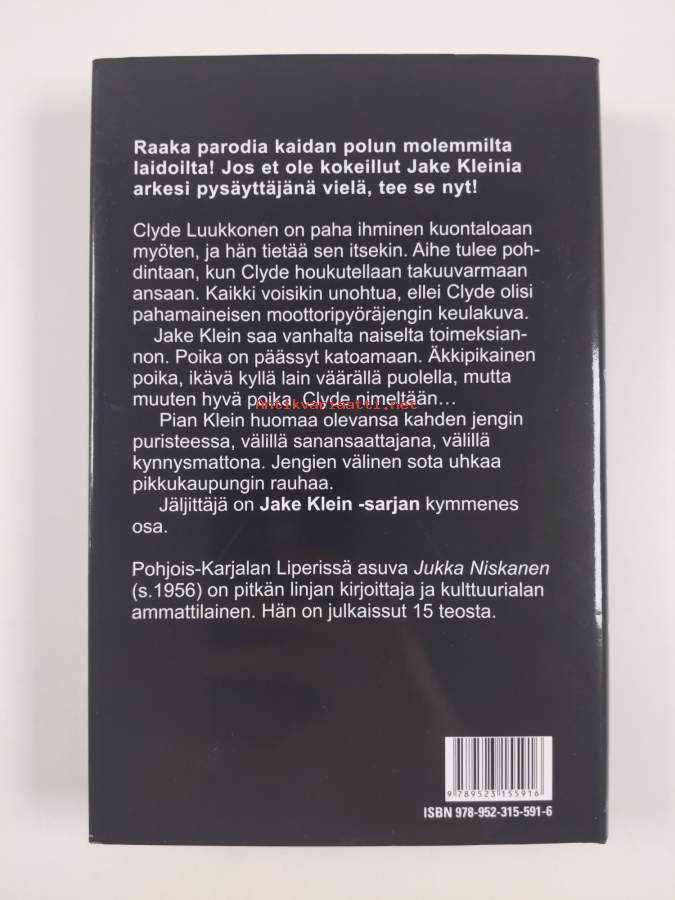 Raaka parodia kaidan polun molemmilta
laidoilta! Jos et ole kokeillut Jake Kleinia
arkesi pysäyttäjänä vielä, tee se nyt!
Clyde Luukkonen on paha ihminen kuontaloaan
myöten, ja hän tietää sen itsekin. Aihe tulee poh-
dintaan, kun Clyde houkutellaan takuuvarmaan
ansaan. Kaikki voisikin unohtua, ellei Clyde olisi
pahamaineisen moottoripyöräjengin keulakuva.
Jake Klein saa vanhalta naiselta toimeksian-
non. Poika on päässyt katoamaan. Äkkipikainen
poika, ikävä kyllä lain väärällä puolella, mutta
muuten hyvä poika. Clyde nimeltään…
Antikvariaatti.net
Pian Klein huomaa olevansa kahden jengin
puristeessa, välillä sanansaattajana, välillä
kynnysmattona. Jengien välinen sota uhkaa
pikkukaupungin rauhaa.
Jäljittäjä on Jake Klein -sarjan kymmenes
osa.
Pohjois-Karjalan Liperissä asuva Jukka Niskanen
(s.1956) on pitkän linjan kirjoittaja ja kulttuurialan
ammattilainen. Hän on julkaissut 15 teosta.
9 789523 155916
ISBN 978-952-315-591-6